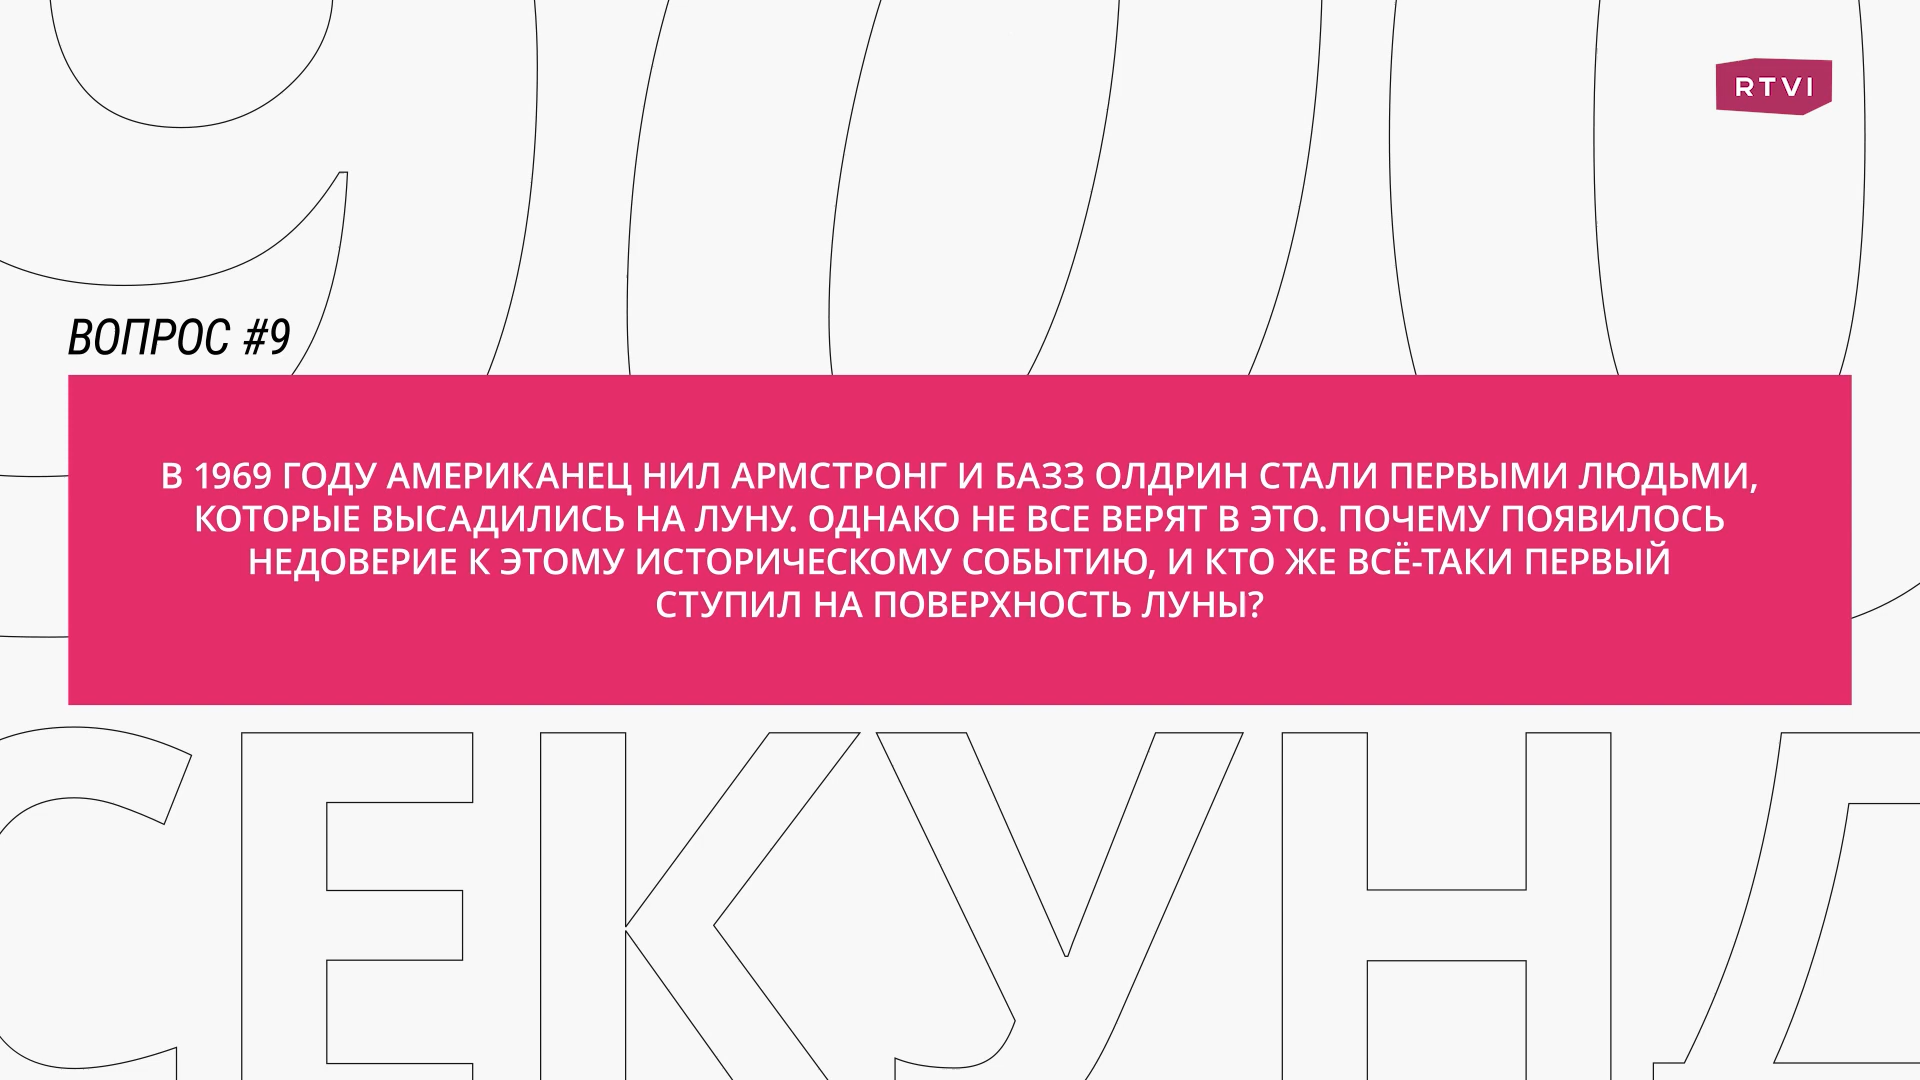 RTVI
ВОПРОС #9
В 1969 ГОДУ АМЕРИКАНЕЦ НИЛ АРМСТРОНГ И БАЗЗ ОЛДРИН СТАЛИ ПЕРВЫМИ ЛЮДЬМИ,
КОТОРЫЕ ВЫСАДИЛИСЬ НА ЛУНУ. ОДНАКО НЕ ВСЕ ВЕРЯТ В ЭТО. ПОЧЕМУ ПОЯВИЛОСЬ
НЕДОВЕРИЕ К ЭТОМУ ИСТОРИЧЕСКОМУ СОБЫТИЮ, И КТО ЖЕ ВСЁ-ТАКИ ПЕРВЫЙ
СТУПИЛ НА ПОВЕРХНОСТЬ ЛУНЫ?
СЕКУНД